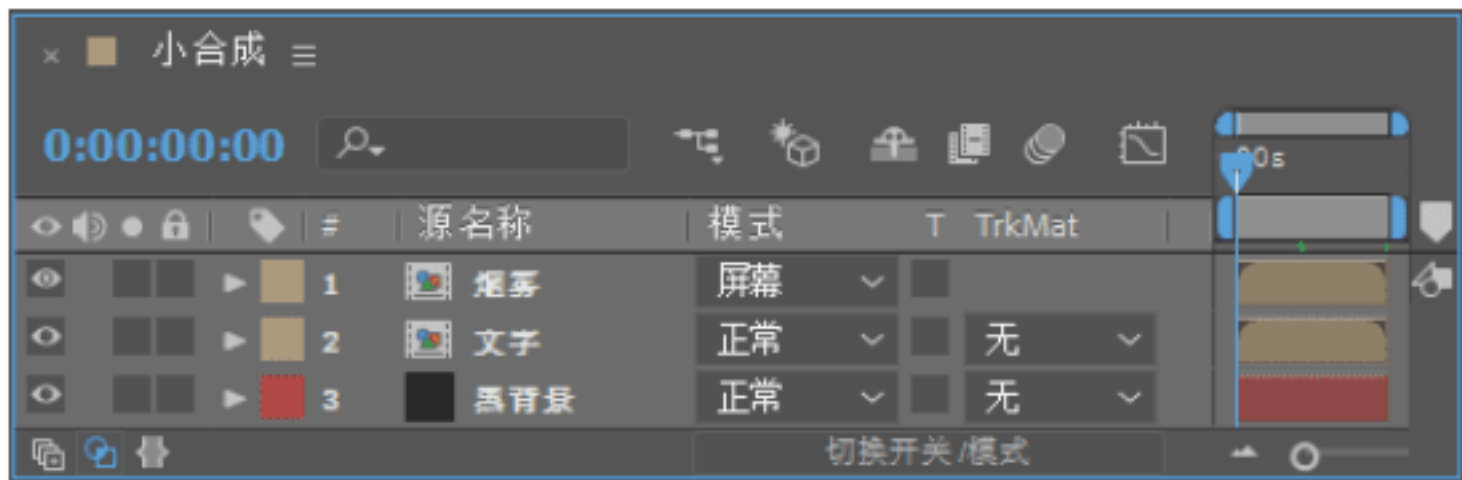 × 小合成 ≡
0:00:00:00
00s
# 源名称 模式 T TrkMat
1 烟雾 屏幕
2 文字 正常 无
3 黑背景 正常 无
切换开关/模式